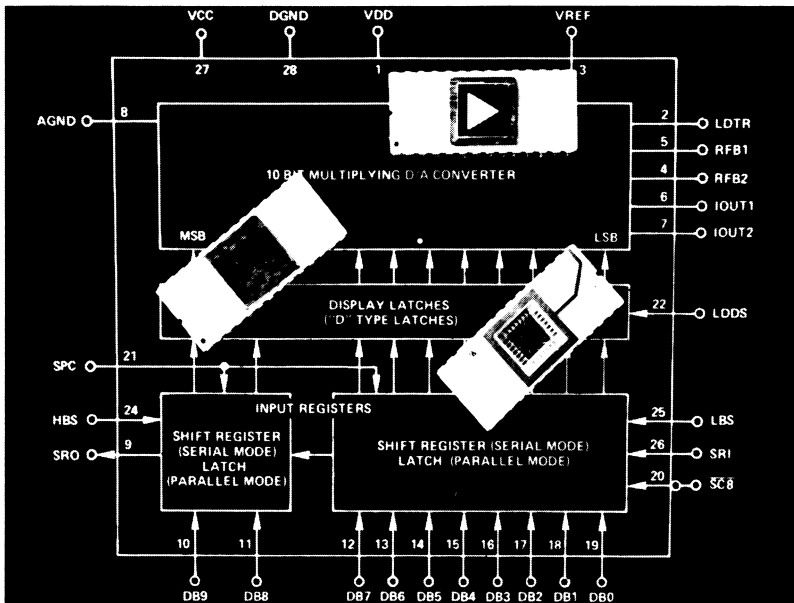 VCC DGND VDD VREF
27 28 1 3
AGND 8
2 LDTR
5 RFB1
4 RFB2
6 IOUT1
7 IOUT2
10 BIT MULTIPLYING D/A CONVERTER
MSB LSB
DISPLAY LATCHES
("D" TYPE LATCHES)
22 LDDS
SPC 21
INPUT REGISTERS
HBS 24
SRO 9
SHIFT REGISTER
(SERIAL MODE)
LATCH
(PARALLEL MODE)
SHIFT REGISTER (SERIAL MODE)
LATCH (PARALLEL MODE)
25 LBS
26 SRI
20 SC8
10 11 12 13 14 15 16 17 18 19
DB9 DB8 DB7 DB6 DB5 DB4 DB3 DB2 DB1 DB0